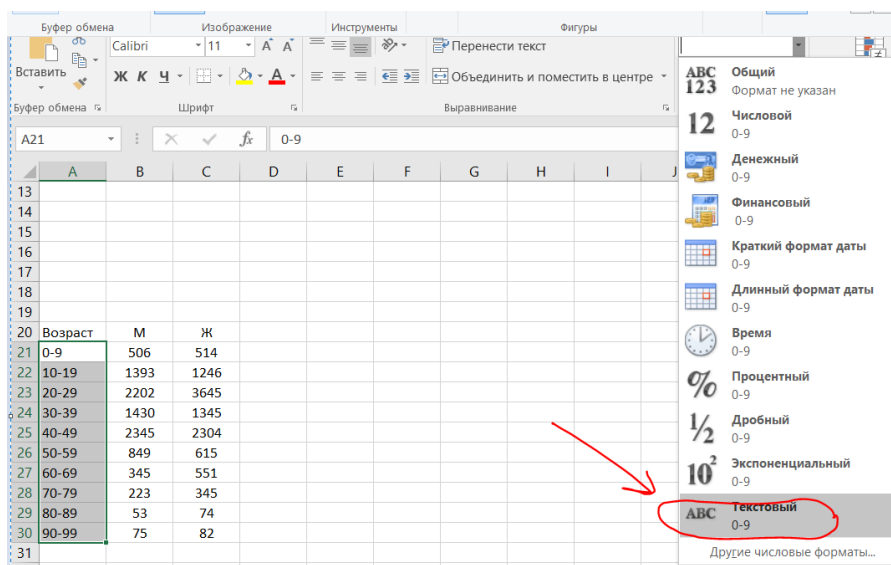 Буфер обмена Изображение Инструменты Фигуры
Calibri 11 A A Перенести текст
Вставить Ж К Ч A Объединить и поместить в центре
Буфер обмена Шрифт Выравнивание
A21 fx 0-9
A B C D E F G H I J
13
14
15
16
17
18
19
20 Возраст М Ж
21 0-9 506 514
22 10-19 1393 1246
23 20-29 2202 3645
24 30-39 1430 1345
25 40-49 2345 2304
26 50-59 849 615
27 60-69 345 551
28 70-79 223 345
29 80-89 53 74
30 90-99 75 82
31
ABC Общий
123 Формат не указан
12 Числовой
0-9
Денежный
0-9
Финансовый
0-9
Краткий формат даты
0-9
Длинный формат даты
0-9
Время
0-9
% Процентный
0-9
1/2 Дробный
0-9
10² Экспоненциальный
0-9
ABC Текстовый
0-9
Другие числовые форматы...